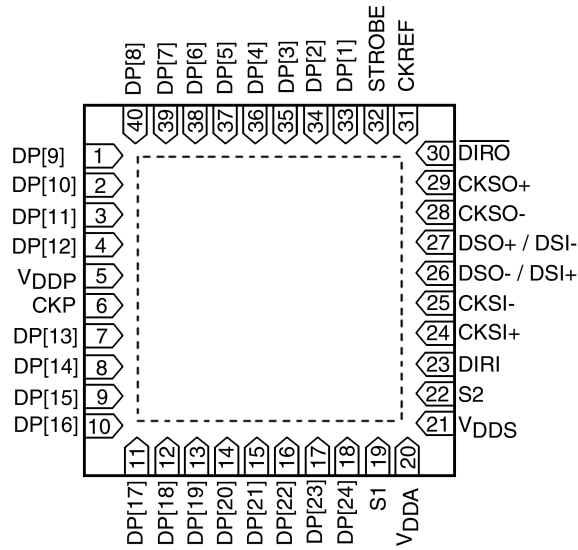 DP[8]
DP[7]
DP[6]
DP[5]
DP[4]
DP[3]
DP[2]
DP[1]
STROBE
CKREF
40
39
38
37
36
35
34
33
32
31
DP[9] 1
DP[10] 2
DP[11] 3
DP[12] 4
VDDP 5
CKP 6
DP[13] 7
DP[14] 8
DP[15] 9
DP[16] 10
30 DIRO
29 CKSO+
28 CKSO-
27 DSO+ / DSI-
26 DSO- / DSI+
25 CKSI-
24 CKSI+
23 DIRI
22 S2
21 VDDS
11
12
13
14
15
16
17
18
19
20
DP[17]
DP[18]
DP[19]
DP[20]
DP[21]
DP[22]
DP[23]
DP[24]
S1
VDDA